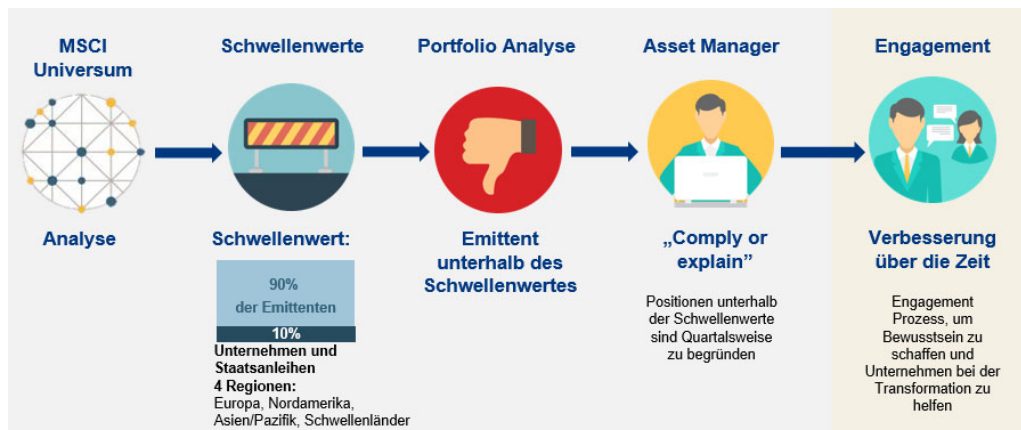 MSCI
Universum
Analyse
Schwellenwerte
Schwellenwert:
90%
der Emittenten
10%
Unternehmen und
Staatsanleihen
4 Regionen:
Europa, Nordamerika,
Asien/Pazifik, Schwellenländer
Portfolio Analyse
Emittent
unterhalb des
Schwellenwertes
Asset Manager
„Comply or
explain”
Positionen unterhalb
der Schwellenwerte
sind Quartalsweise
zu begründen
Engagement
Verbesserung
über die Zeit
Engagement
Prozess, um
Bewusstsein zu
schaffen und
Unternehmen bei der
Transformation zu
helfen